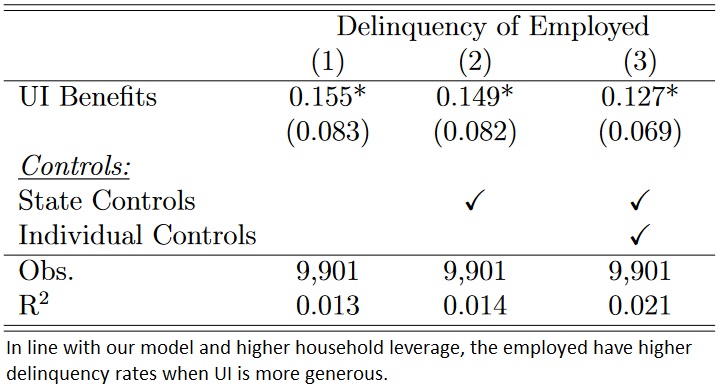 Delinquency of Employed
(1) (2) (3)
UI Benefits 0.155* 0.149* 0.127*
(0.083) (0.082) (0.069)
Controls:
State Controls ✓ ✓
Individual Controls ✓
Obs. 9,901 9,901 9,901
R² 0.013 0.014 0.021
In line with our model and higher household leverage, the employed have higher
delinquency rates when UI is more generous.